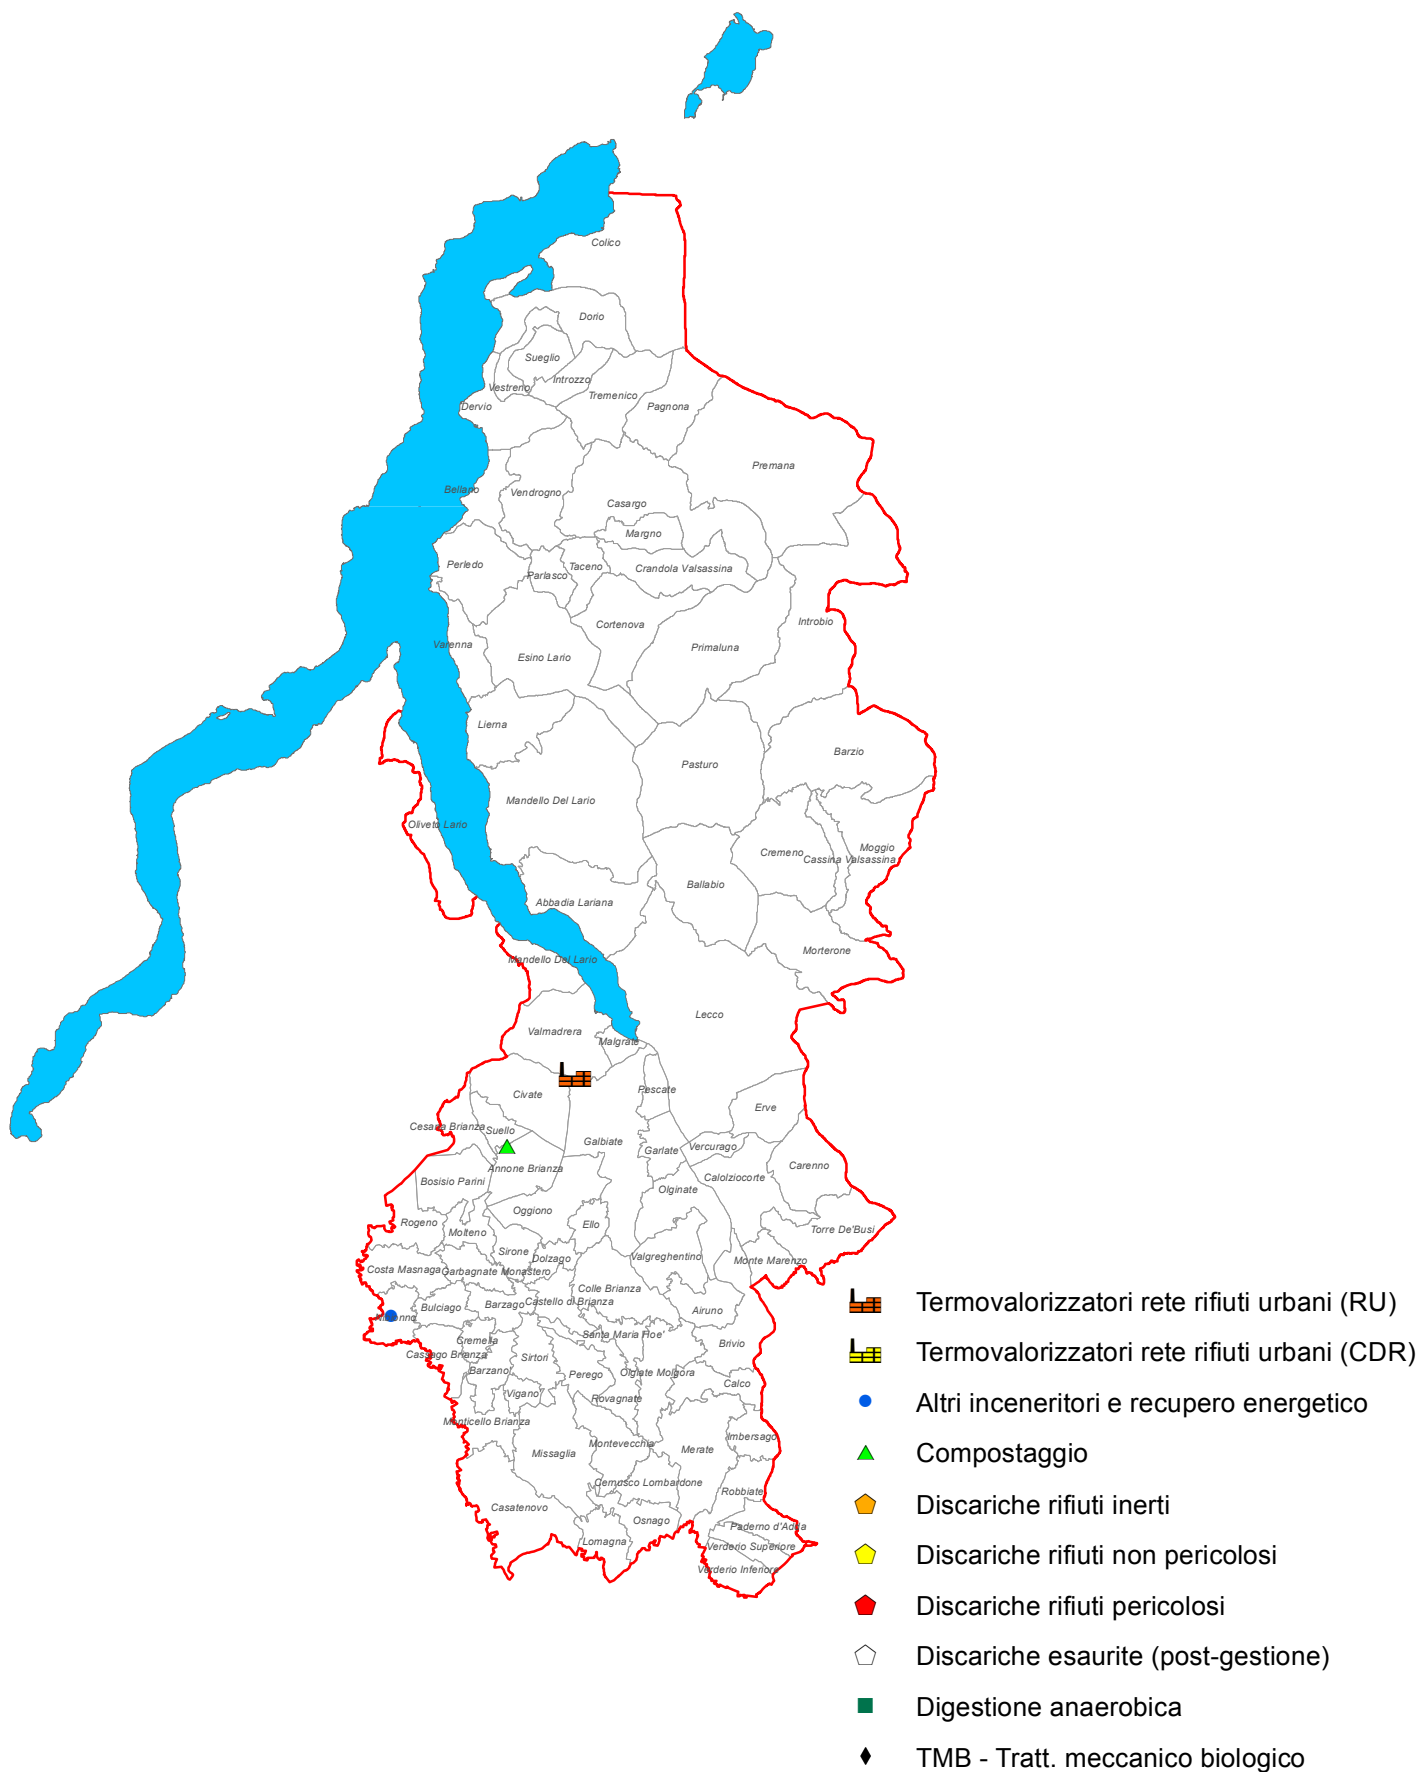 Colico
Dorio
Sueglio
Introzzo
Vestreno
Tremenico
Dervio
Pagnona
Premana
Bellano
Vendrogno
Casargo
Margno
Perledo
Parlasco
Taceno
Crandola Valsassina
Cortenova
Introbio
Varenna
Esino Lario
Primaluna
Lierna
Barzio
Pasturo
Mandello Del Lario
Oliveto Lario
Cremeno
Cassina Valsassina
Moggio
Ballabio
Abbadia Lariana
Morterone
Mandello Del Lario
Lecco
Valmadrera
Malgrate
Civate
Pescate
Erve
Cesana Brianza
Suello
Galbiate
Garlate
Vercurago
Annone Brianza
Carenno
Bosisio Parini
Calolziocorte
Olginate
Oggiono
Rogeno
Ello
Molteno
Torre De'Busi
Sirone
Dolzago
Valgreghentino
Monte Marenzo
Costa Masnaga
Garbagnate Monastero
Colle Brianza
Bulciago
Barzago
Castello di Brianza
Airuno
Nibionno
Cremella
Santa Maria Hoe'
Brivio
Cassago Brianza
Sirtori
Barzano'
Perego
Olgiate Molgora
Calco
Vigano'
Rovagnate
Monticello Brianza
Missaglia
Montevecchia
Merate
Imbersago
Cernusco Lombardone
Robbiate
Casatenovo
Osnago
Paderno d'Adda
Lomagna
Verderio Superiore
Verderio Inferiore
Termovalorizzatori rete rifiuti urbani (RU)
Termovalorizzatori rete rifiuti urbani (CDR)
Altri inceneritori e recupero energetico
Compostaggio
Discariche rifiuti inerti
Discariche rifiuti non pericolosi
Discariche rifiuti pericolosi
Discariche esaurite (post-gestione)
Digestione anaerobica
TMB - Tratt. meccanico biologico